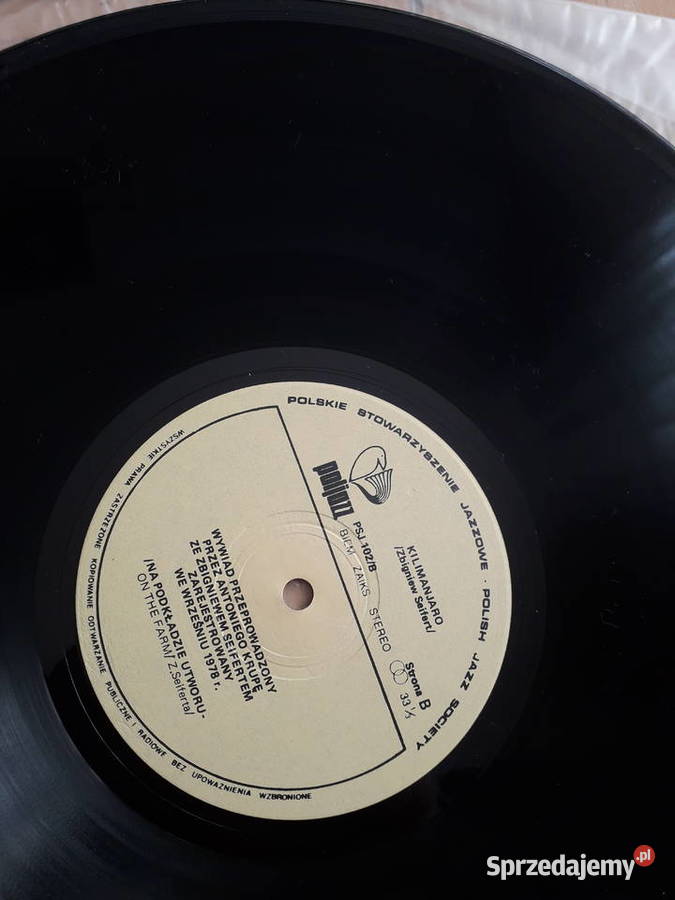 POLSKIE STOWARZYSZENIE JAZZOWE · POLISH JAZZ SOCIETY
poljazz
PSJ 102/B
BIEM ZAIKS STEREO
KILIMANJARO
/Zbigniew Seifert/
Strona B
33 ⅓
WYWIAD PRZEPROWADZONY
PRZEZ ANTONIEGO KRUPĘ
ZE ZBIGNIEWEM SEIFERTEM
ZAREJESTROWANY
WE WRZEŚNIU 1978 r.
/NA PODKŁADZIE UTWORU-
ON THE FARM/ Z.Seiferta/
WSZYSTKIE PRAWA ZASTRZEŻONE KOPIOWANIE ODTWARZANIE PUBLICZNE I RADIOWE BEZ UPOWAŻNIENIA WZBRONIONE
Sprzedajemy.pl